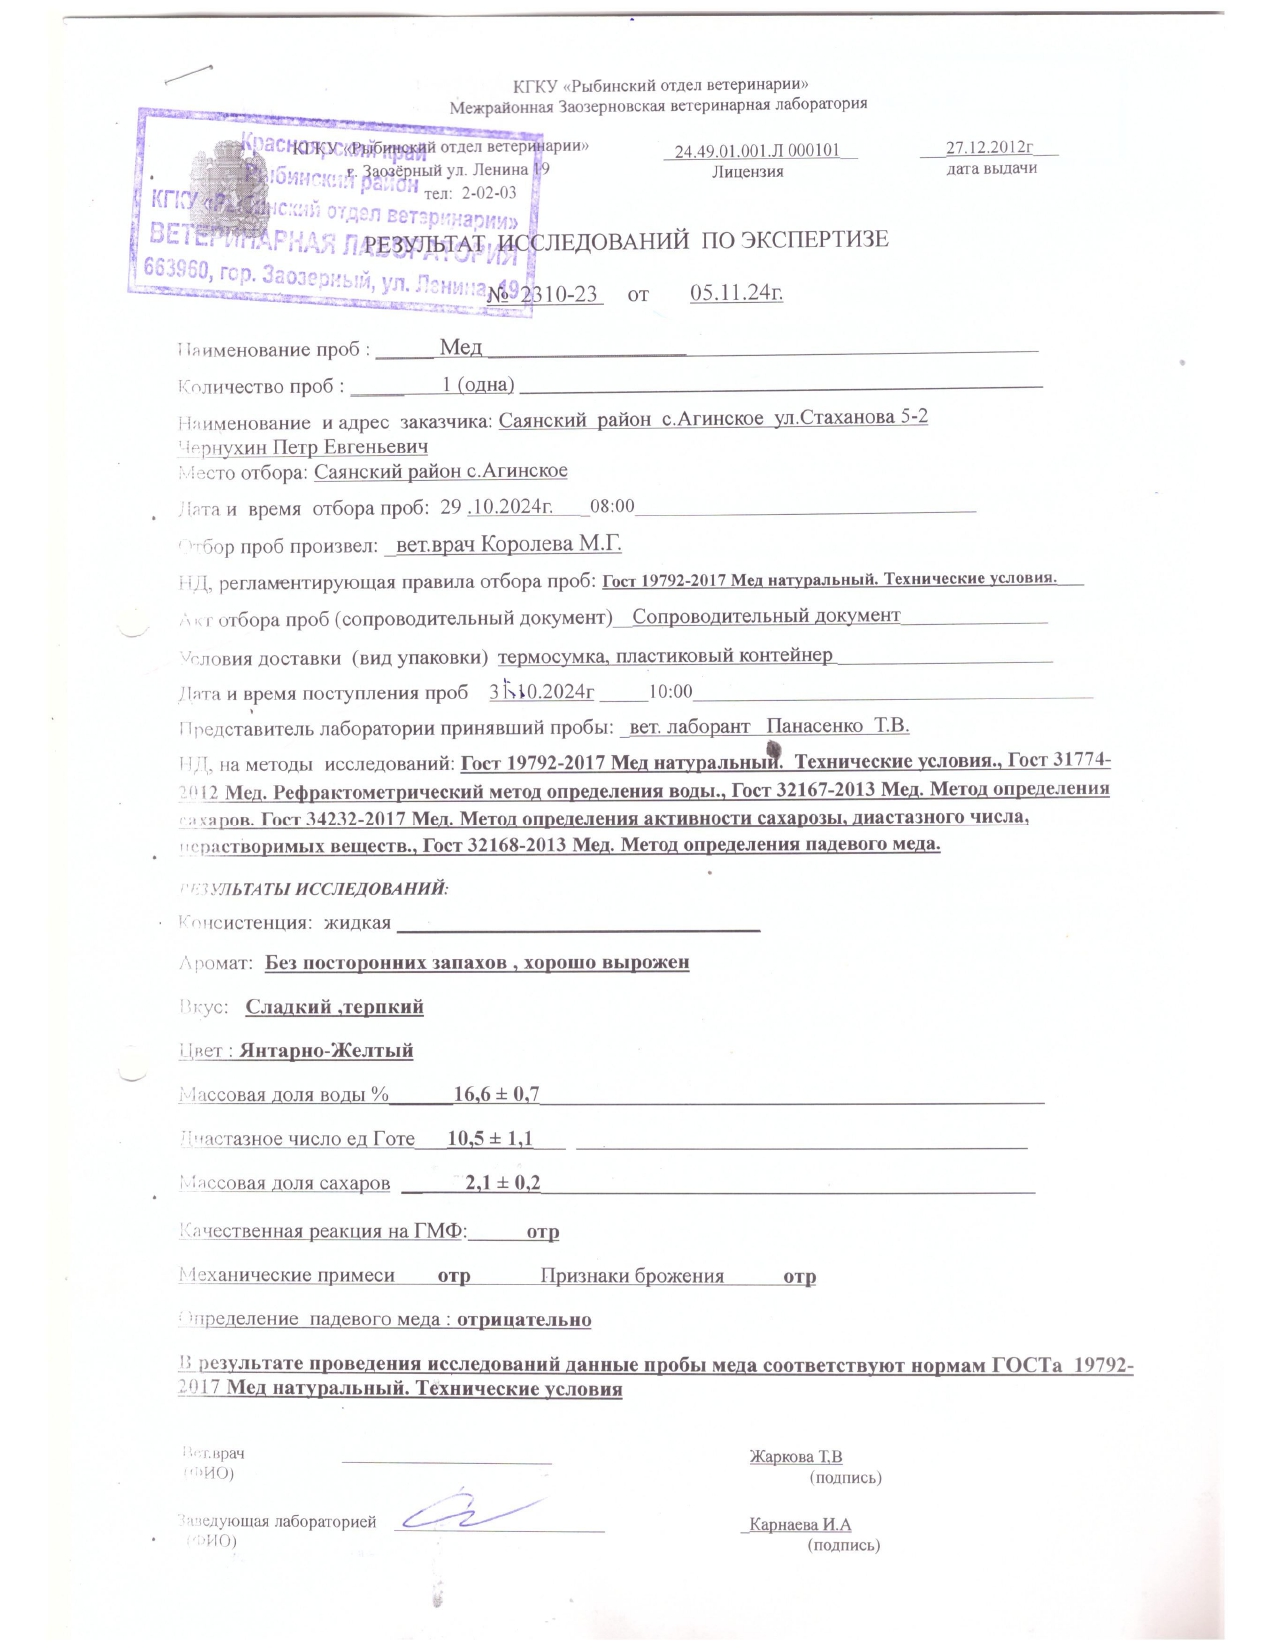 КГКУ «Рыбинский отдел ветеринарии»
Межрайонная Заозерновская ветеринарная лаборатория
Красноярский край
Рыбинский район
КГКУ «Рыбинский отдел ветеринарии»
ВЕТЕРИНАРНАЯ ЛАБОРАТОРИЯ
663960, гор. Заозерный, ул. Ленина, 19
КГКУ «Рыбинский отдел ветеринарии»
г. Заозёрный ул. Ленина 19
тел: 2-02-03
24.49.01.001.Л 000101
Лицензия
27.12.2012г
дата выдачи
РЕЗУЛЬТАТ ИССЛЕДОВАНИЙ ПО ЭКСПЕРТИЗЕ
№ 2310-23 от 05.11.24г.
Наименование проб : Мед
Количество проб : 1 (одна)
Наименование и адрес заказчика: Саянский район с.Агинское ул.Стаханова 5-2
Чернухин Петр Евгеньевич
Место отбора: Саянский район с.Агинское
Дата и время отбора проб: 29 .10.2024г. 08:00
Отбор проб произвел: вет.врач Королева М.Г.
НД, регламентирующая правила отбора проб: Гост 19792-2017 Мед натуральный. Технические условия.
Акт отбора проб (сопроводительный документ) Сопроводительный документ
Условия доставки (вид упаковки) термосумка, пластиковый контейнер
Дата и время поступления проб 10.2024г 10:00
Представитель лаборатории принявший пробы: вет. лаборант Панасенко Т.В.
НД, на методы исследований: Гост 19792-2017 Мед натуральный. Технические условия., Гост 31774-
2012 Мед. Рефрактометрический метод определения воды., Гост 32167-2013 Мед. Метод определения
сахаров. Гост 34232-2017 Мед. Метод определения активности сахарозы, диастазного числа,
нерастворимых веществ., Гост 32168-2013 Мед. Метод определения падевого меда.
РЕЗУЛЬТАТЫ ИССЛЕДОВАНИЙ:
Консистенция: жидкая
Аромат: Без посторонних запахов , хорошо вырожен
Вкус: Сладкий ,терпкий
Цвет : Янтарно-Желтый
Массовая доля воды % 16,6 ± 0,7
Диастазное число ед Готе 10,5 ± 1,1
Массовая доля сахаров 2,1 ± 0,2
Качественная реакция на ГМФ: отр
Механические примеси отр Признаки брожения отр
Определение падевого меда : отрицательно
В результате проведения исследований данные пробы меда соответствуют нормам ГОСТа 19792-
2017 Мед натуральный. Технические условия
Вет.врач Жаркова Т.В
(ФИО) (подпись)
Заведующая лабораторией Карнаева И.А
(ФИО) (подпись)